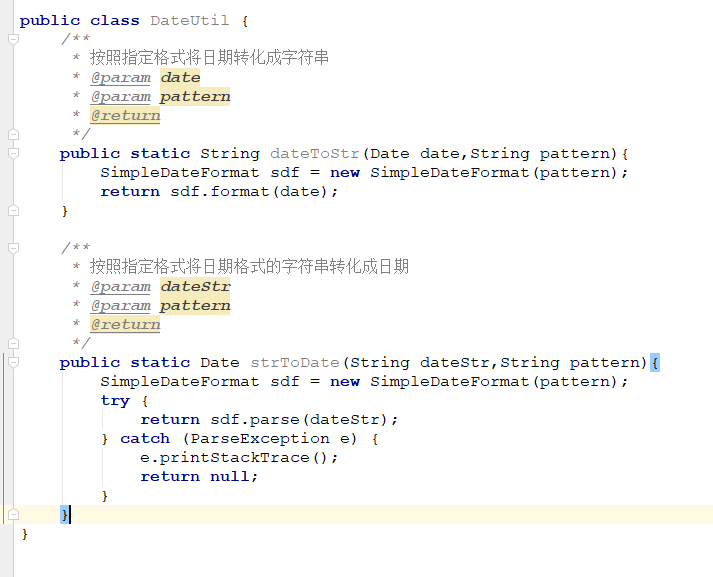 public class DateUtil {
/**
* 按照指定格式将日期转化成字符串
* @param date
* @param pattern
* @return
*/
public static String dateToStr(Date date,String pattern){
SimpleDateFormat sdf = new SimpleDateFormat(pattern);
return sdf.format(date);
}
/**
* 按照指定格式将日期格式的字符串转化成日期
* @param dateStr
* @param pattern
* @return
*/
public static Date strToDate(String dateStr,String pattern){
SimpleDateFormat sdf = new SimpleDateFormat(pattern);
try {
return sdf.parse(dateStr);
} catch (ParseException e) {
e.printStackTrace();
return null;
}
}
}